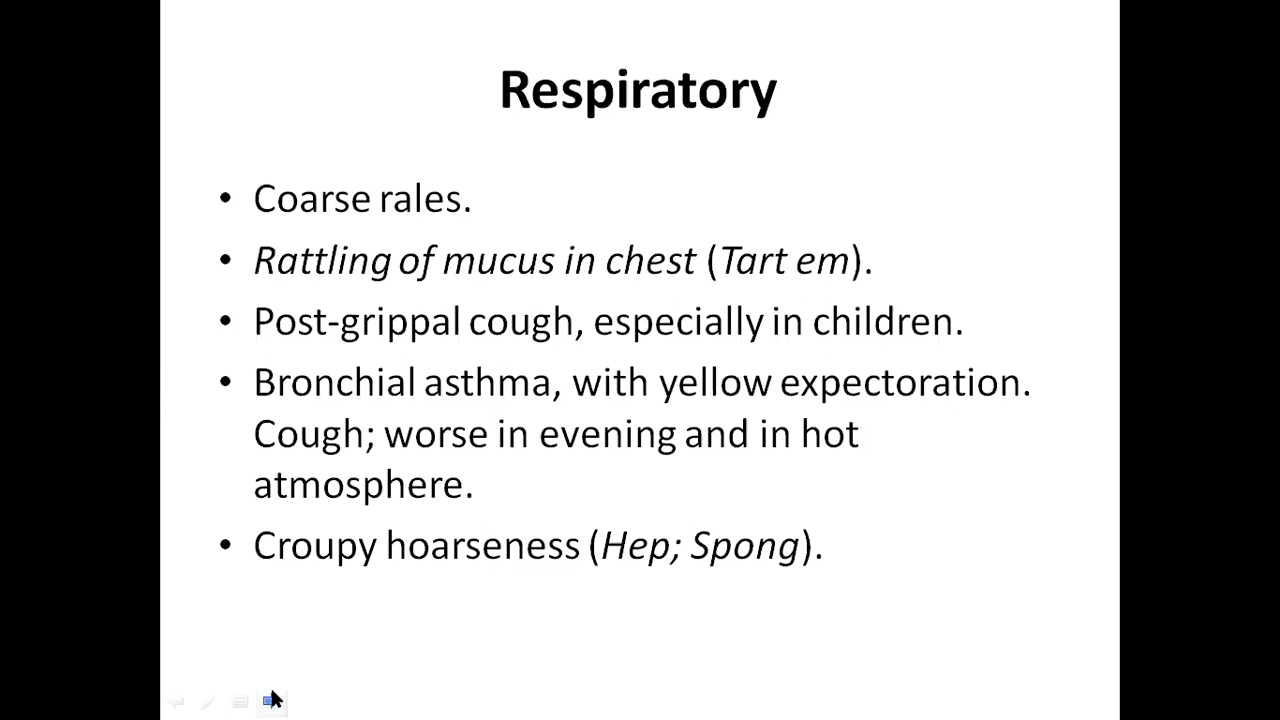 Respiratory
• Coarse rales.
• Rattling of mucus in chest (Tart em).
• Post-grippal cough, especially in children.
• Bronchial asthma, with yellow expectoration.
Cough; worse in evening and in hot
atmosphere.
• Croupy hoarseness (Hep; Spong).